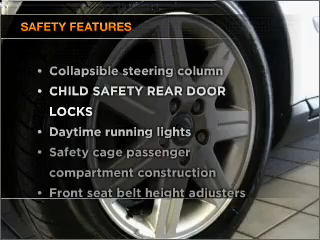 SAFETY FEATURES
• Collapsible steering column
• CHILD SAFETY REAR DOOR
LOCKS
• Daytime running lights
• Safety cage passenger
compartment construction
• Front seat belt height adjusters